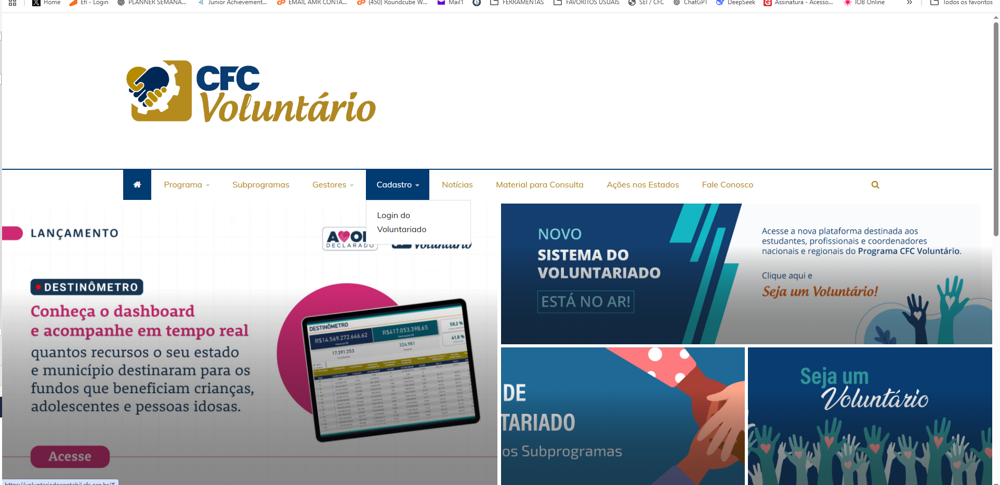 Home
Efí - Login
PLANNER SEMANA...
Junior Achievement...
EMAIL AMR CONTA...
(450) Roundcube W...
Mail1
FERRAMENTAS
FAVORITOS USUAIS
SEI / CFC
ChatGPT
DeepSeek
Assinatura - Acesso...
IOB Online
Todos os favoritos
CFC
Voluntário
Programa
Subprogramas
Gestores
Cadastro
Notícias
Material para Consulta
Ações nos Estados
Fale Conosco
Login do
Voluntariado
LANÇAMENTO
DECLARADO
Voluntário
DESTINÔMETRO
Conheça o dashboard
e acompanhe em tempo real
quantos recursos o seu estado
e município destinaram para os
fundos que beneficiam crianças,
adolescentes e pessoas idosas.
Acesse
DESTINÔMETRO
R$14.569.272.646,62
R$417.053.398,65
58,2 %
17.391.353
324.981
41,8 %
NOVO
SISTEMA DO
VOLUNTARIADO
ESTÁ NO AR!
Acesse a nova plataforma destinada aos
estudantes, profissionais e coordenadores
nacionais e regionais do Programa CFC Voluntário.
Clique aqui e
Seja um Voluntário!
DE
TARIADO
os Subprogramas
Seja um
Voluntário
https://voluntariadocontabil.cfc.org.br/#